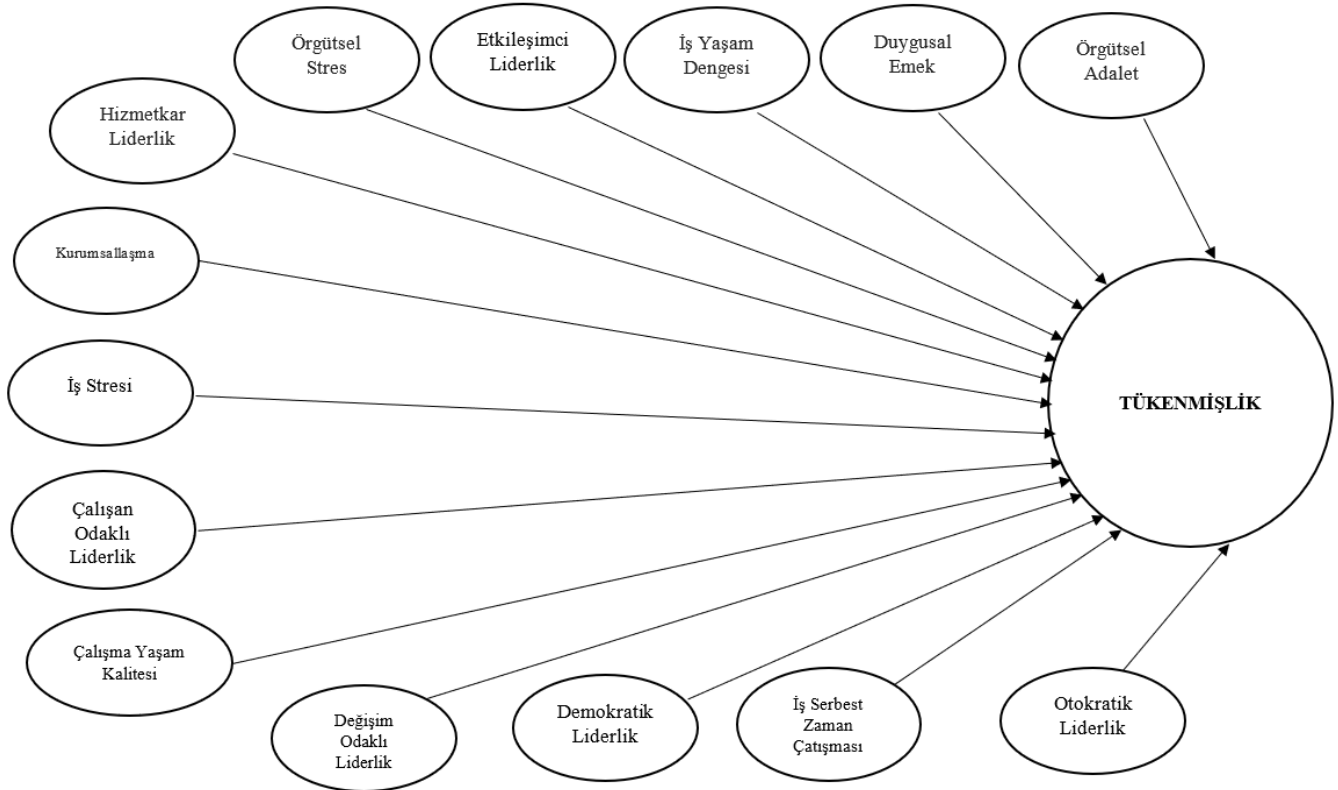 Örgütsel
Stres
Etkileşimci
Liderlik
İş Yaşam
Dengesi
Duygusal
Emek
Örgütsel
Adalet
Hizmetkar
Liderlik
Kurumsallaşma
İş Stresi
TÜKENMİŞLİK
Çalışan
Odaklı
Liderlik
Çalışma Yaşam
Kalitesi
Değişim
Odaklı
Liderlik
Demokratik
Liderlik
İş Serbest
Zaman
Çatışması
Otokratik
Liderlik